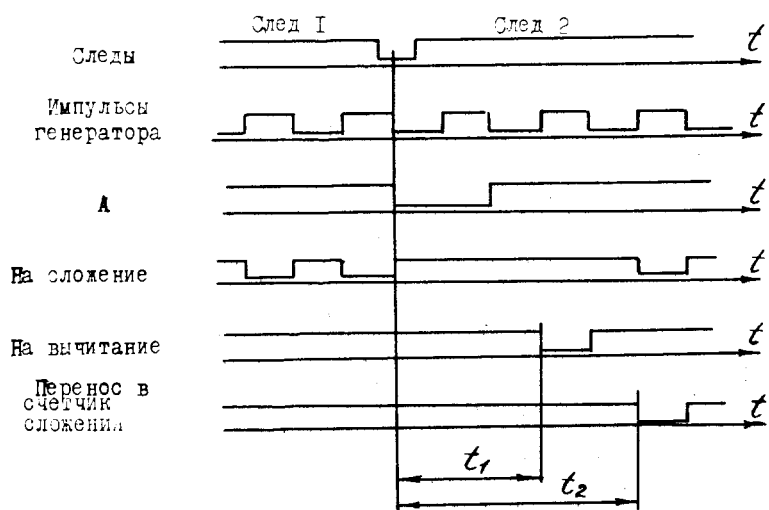 След I
След 2
Следы
t
Импульсы
генератора
t
А
t
На сложение
t
На вычитание
t
Перенос в
счетчик
сложения
t
t₁
t₂